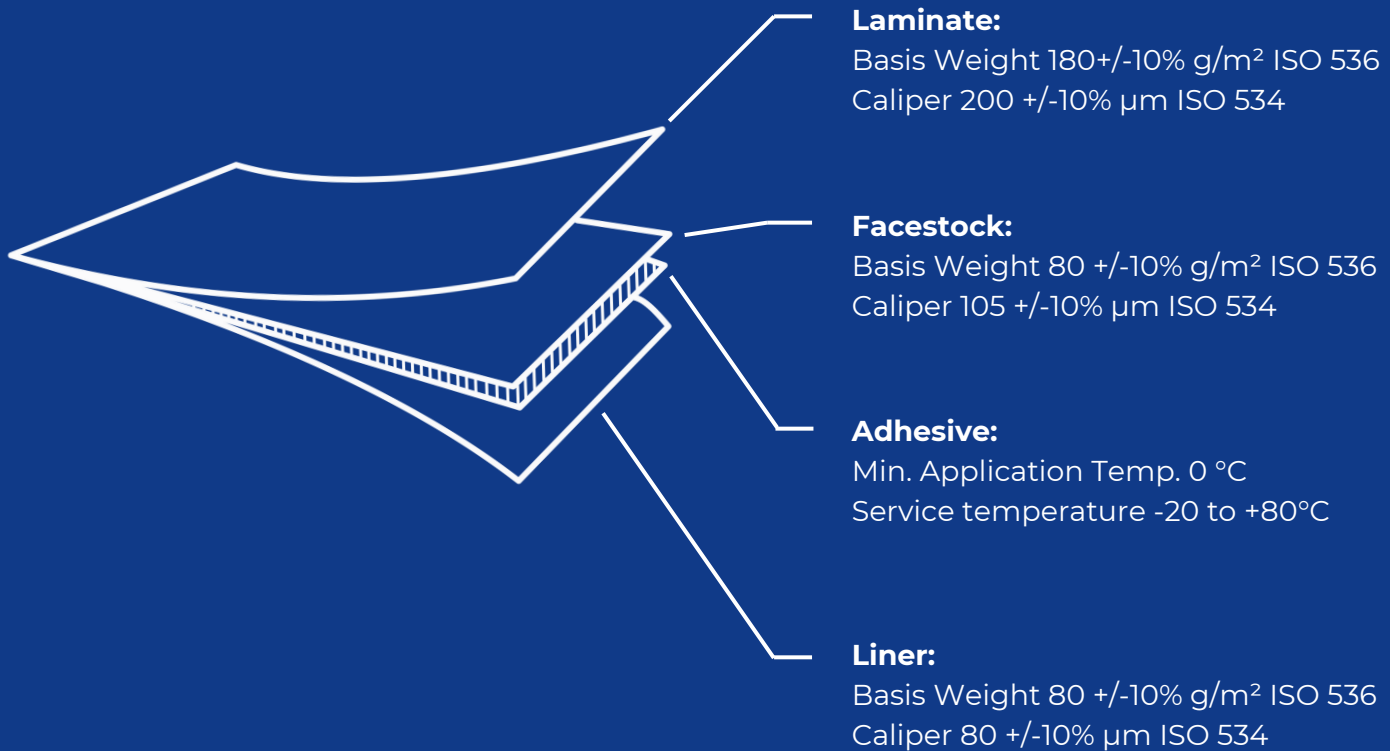 Laminate:
Basis Weight 180+/-10% g/m² ISO 536
Caliper 200 +/-10% µm ISO 534
Facestock:
Basis Weight 80 +/-10% g/m² ISO 536
Caliper 105 +/-10% µm ISO 534
Adhesive:
Min. Application Temp. 0 °C
Service temperature -20 to +80°C
Liner:
Basis Weight 80 +/-10% g/m² ISO 536
Caliper 80 +/-10% µm ISO 534